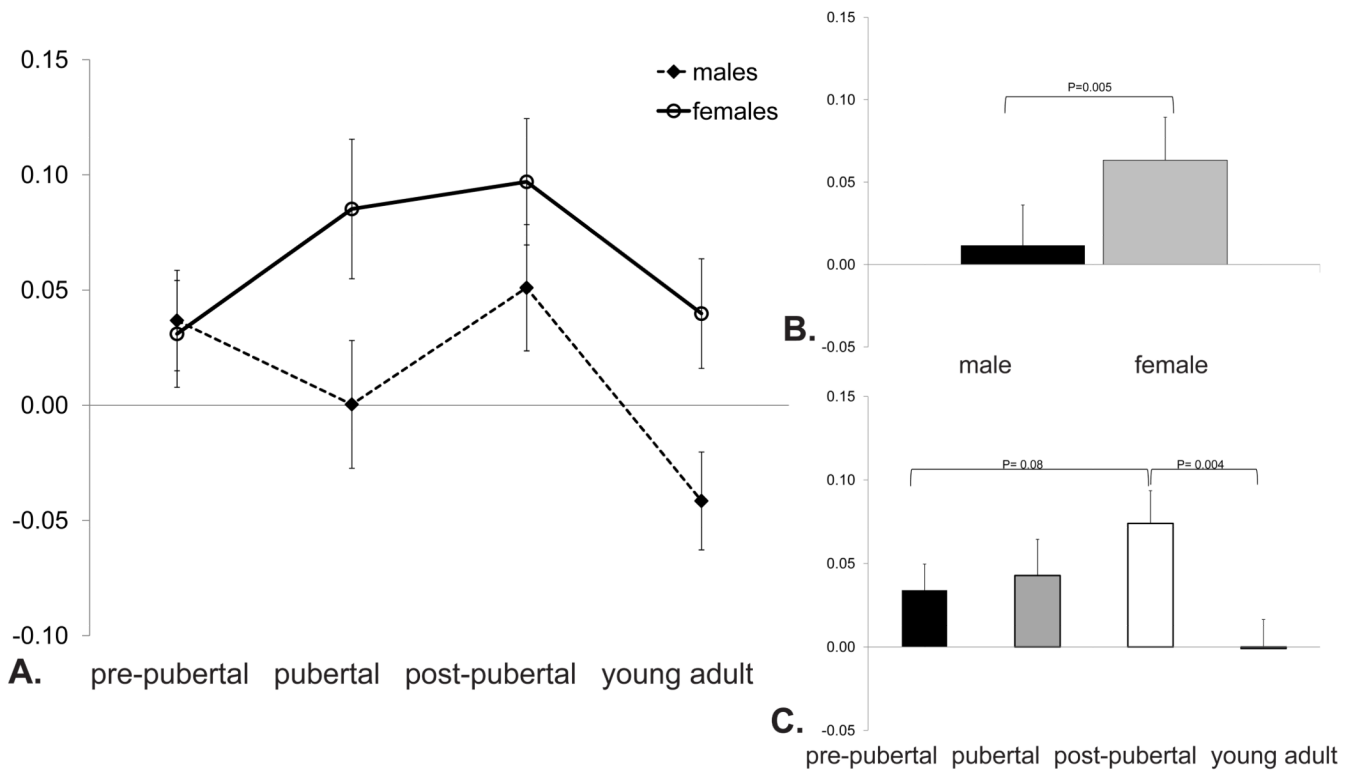 0.15
0.10
0.05
0.00
-0.05
-0.10
males
females
A.
pre-pubertal pubertal post-pubertal young adult
0.15
0.10
0.05
0.00
-0.05
P=0.005
B.
male female
0.15
0.10
0.05
0.00
-0.05
P= 0.08 P= 0.004
C.
pre-pubertal pubertal post-pubertal young adult